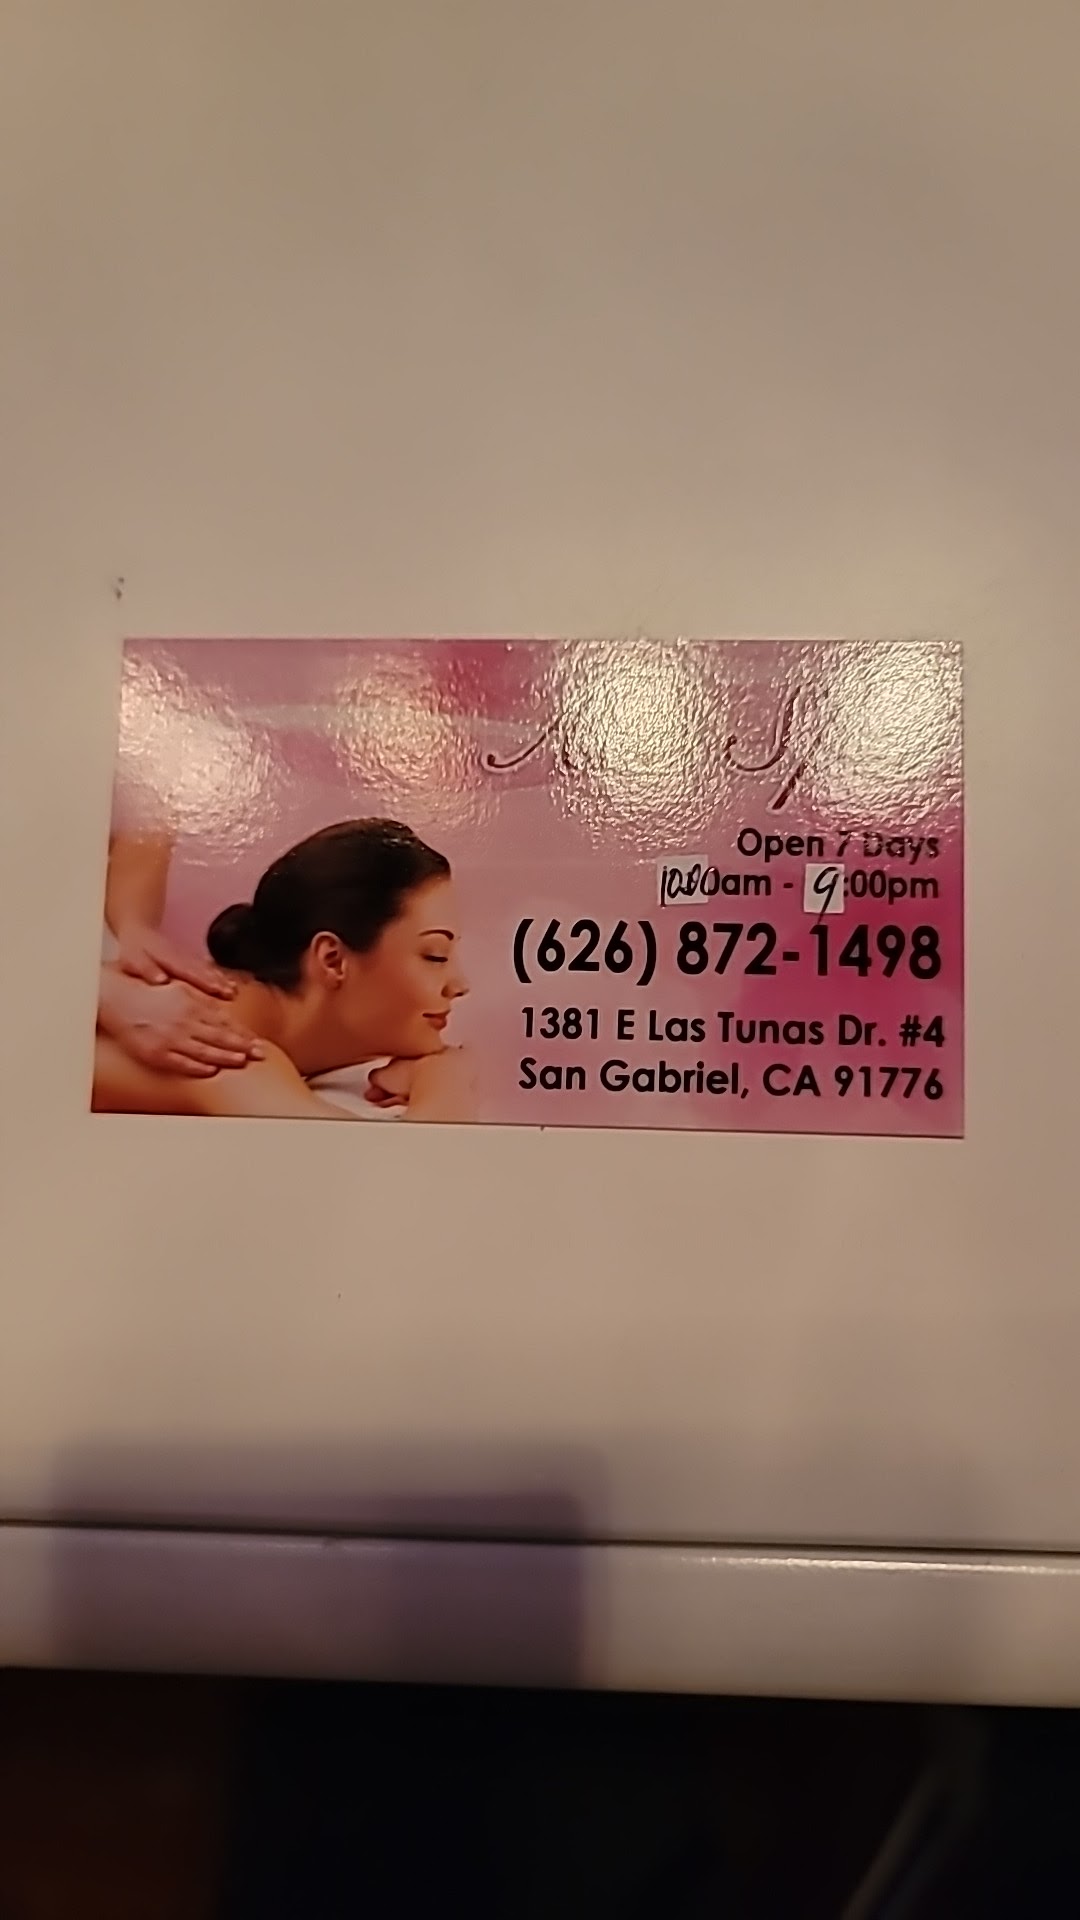 Open 7 Days
10:00am - 9:00pm
(626) 872-1498
1381 E Las Tunas Dr. #4
San Gabriel, CA 91776